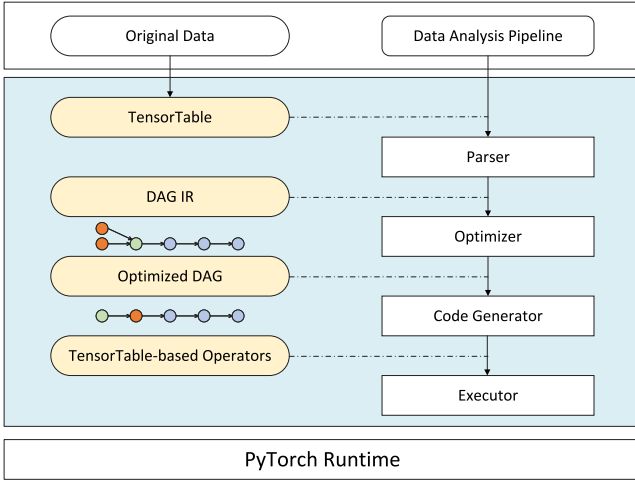 Original Data
Data Analysis Pipeline
TensorTable
Parser
DAG IR
Optimizer
Optimized DAG
Code Generator
TensorTable-based Operators
Executor
PyTorch Runtime